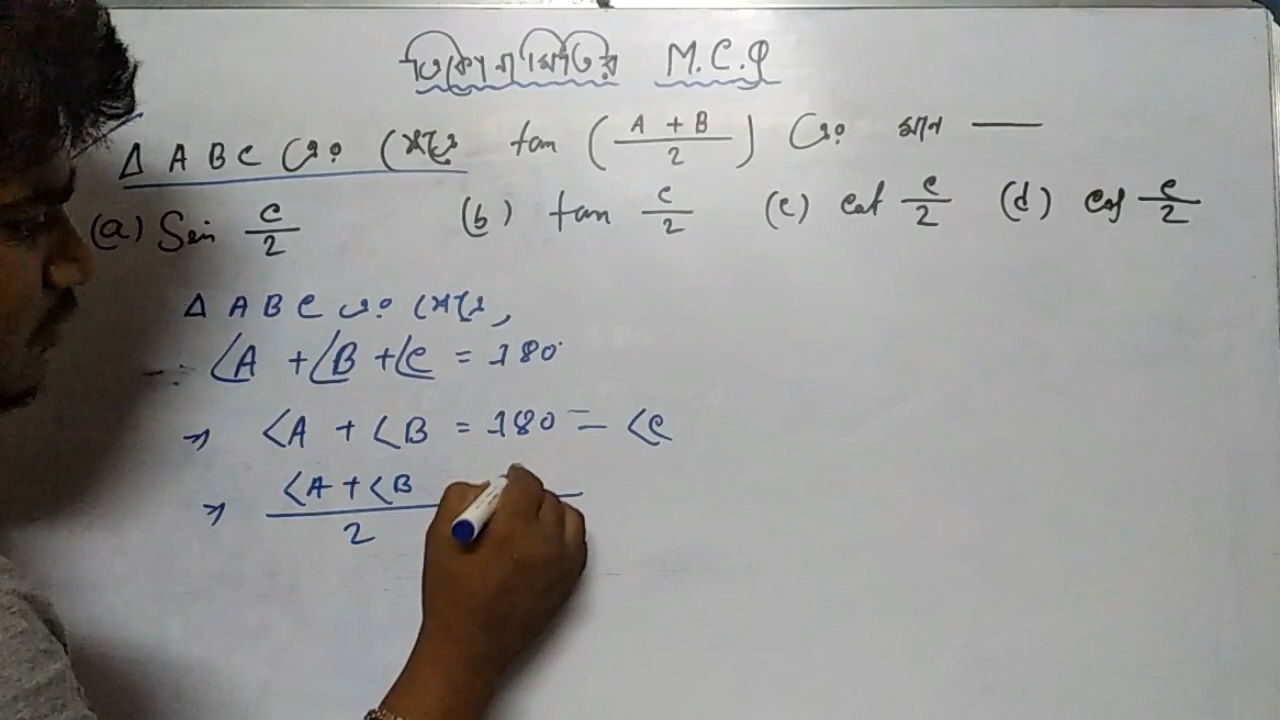 ত্রিকোণমিতির M.C.Q
Δ ABC এর ক্ষেত্রে tan (A + B / 2) এর মান —
(a) Sin C/2 (b) tan C/2 (c) cot C/2 (d) cos C/2
Δ ABC এর ক্ষেত্রে,
∴ ∠A + ∠B + ∠C = 180°
⇒ ∠A + ∠B = 180° - ∠C
⇒ ∠A + ∠B / 2